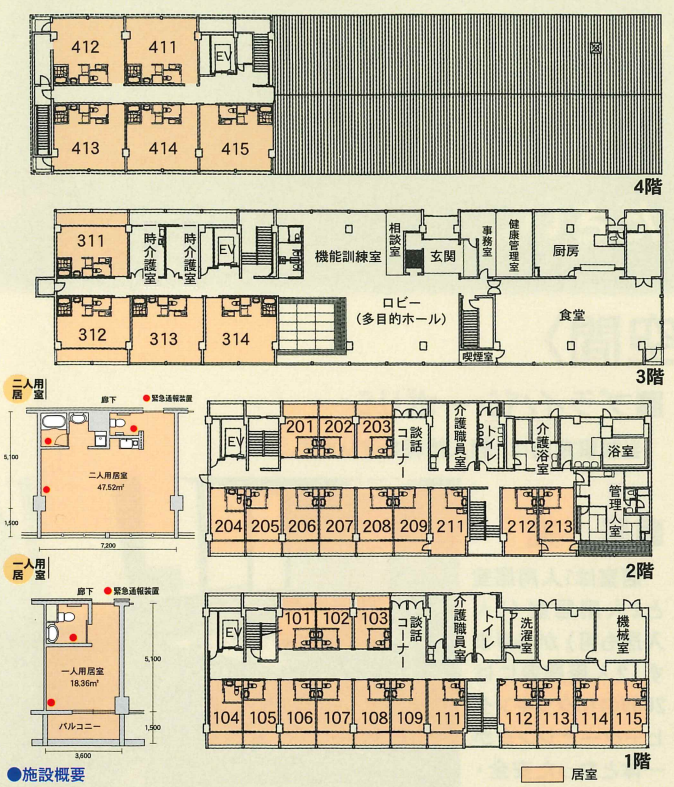 412
411
EV
413
414
415
4階
311
時介護室
時介護室
EV
機能訓練室
相談室
玄関
事務室
健康管理室
厨房
312
313
314
ロビー
(多目的ホール)
喫煙室
食堂
3階
二人用
居室
廊下
●緊急通報装置
5,100
二人用居室
47.52㎡
1,500
7,200
EV
201
202
203
談話
コーナー
介護職員室
トイレ
介護浴室
浴室
204
205
206
207
208
209
211
212
213
管理人室
2階
一人用
居室
廊下
●緊急通報装置
一人用居室
18.36㎡
5,100
バルコニー
1,500
3,600
EV
101
102
103
談話
コーナー
介護職員室
トイレ
洗濯室
機械室
104
105
106
107
108
109
111
112
113
114
115
1階
●施設概要
居室